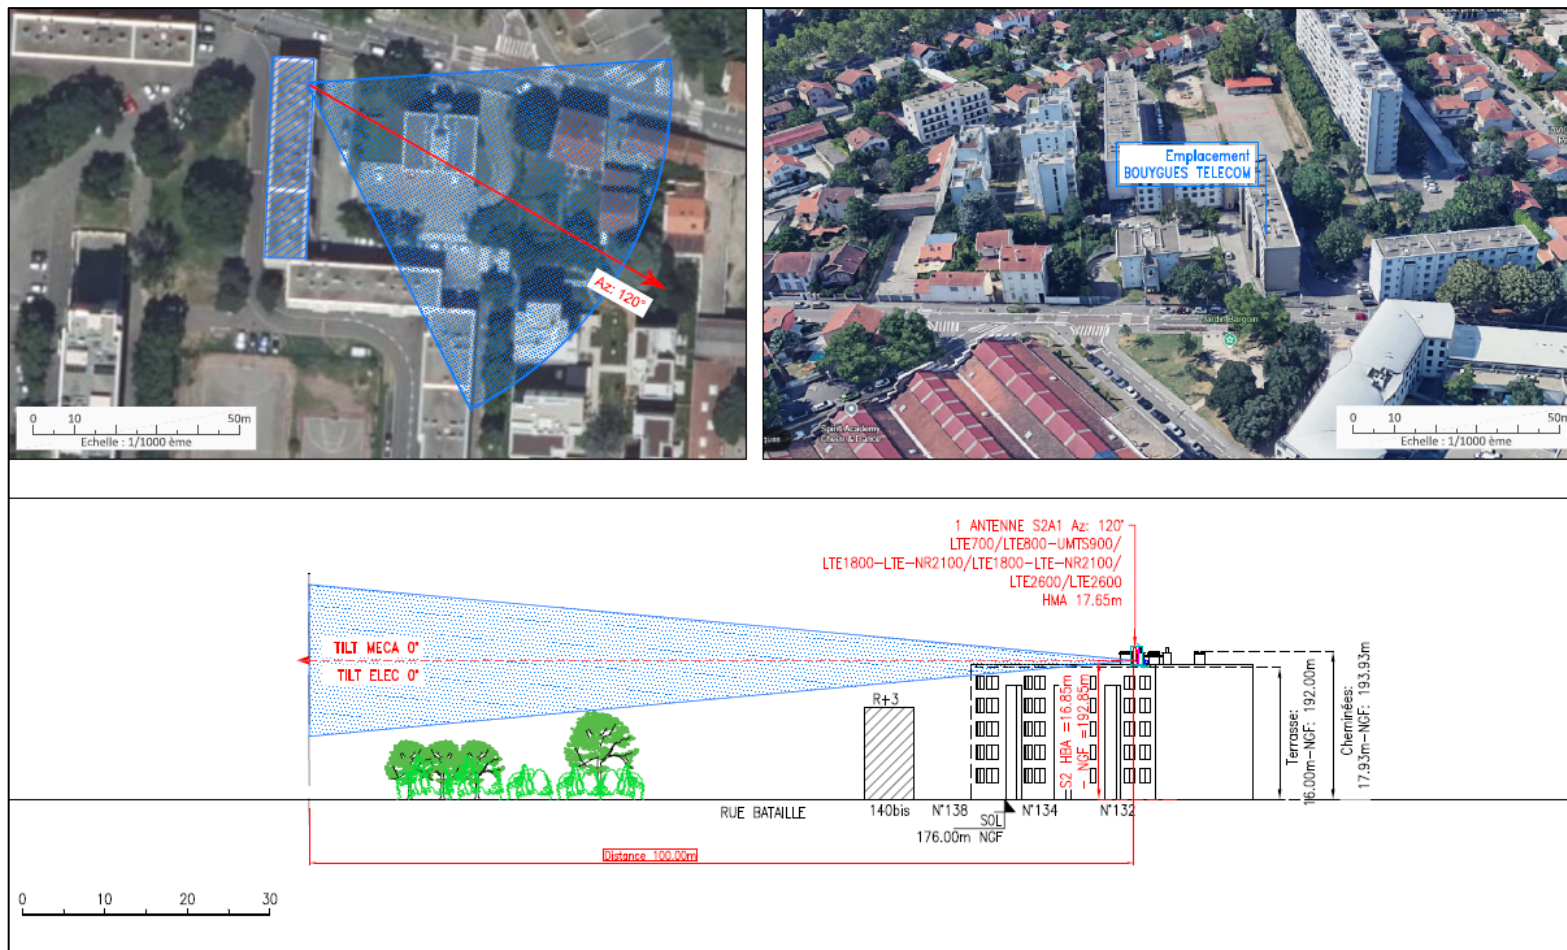 Az: 120°
0 10 50m
Echelle : 1/1000 ème
Emplacement
BOUYGUES TELECOM
Jardin Bargoin
Spirit Academy
Cheer & Dance
0 10 50m
Echelle : 1/1000 ème
1 ANTENNE S2A1 Az: 120°
LTE700/LTE800-UMTS900/
LTE1800-LTE-NR2100/LTE1800-LTE-NR2100/
LTE2600/LTE2600
HMA 17.65m
TILT MECA 0°
TILT ELEC 0°
R+3
S2 HBA =16.85m
- NGF =192.85m
Terrasse:
16.00m-NGF: 192.00m
Cheminées:
17.93m-NGF: 193.93m
RUE BATAILLE
140bis
N°138
N°134
N°132
SOL
176.00m NGF
Distance 100.00m
0 10 20 30